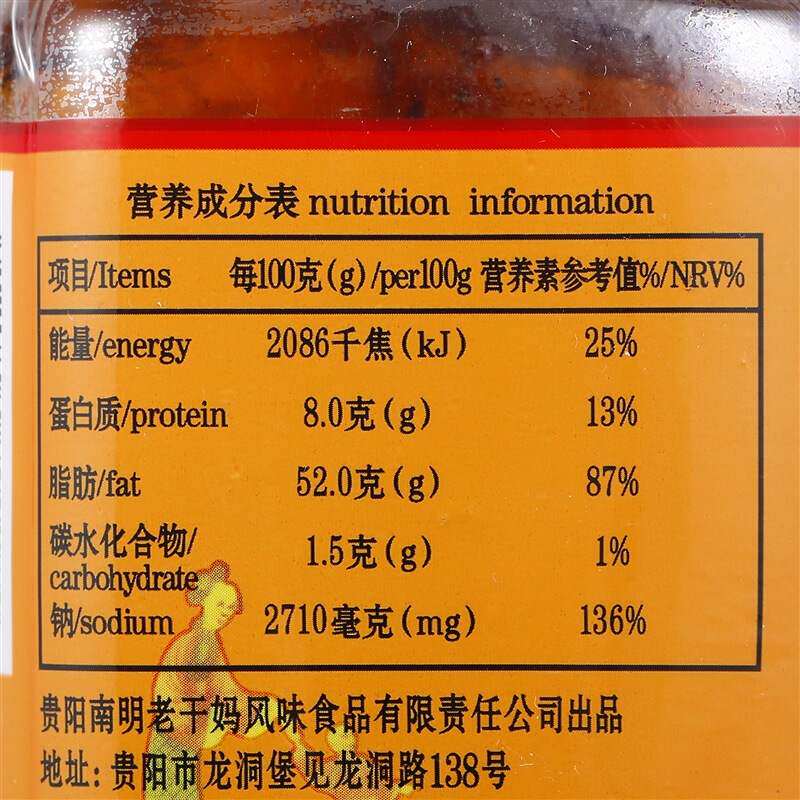 营养成分表 nutrition information
项目/Items 每100克(g)/per100g 营养素参考值%/NRV%
能量/energy 2086千焦(kJ) 25%
蛋白质/protein 8.0克(g) 13%
脂肪/fat 52.0克(g) 87%
碳水化合物/
carbohydrate 1.5克(g) 1%
钠/sodium 2710毫克(mg) 136%
贵阳南明老干妈风味食品有限责任公司出品
地址:贵阳市龙洞堡见龙洞路138号